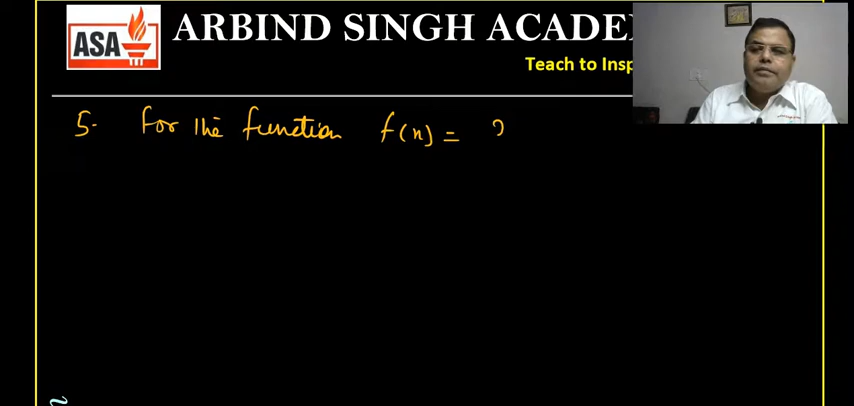 ASA
ARBIND SINGH ACADE
Teach to Insp
5. For the function f(x) =